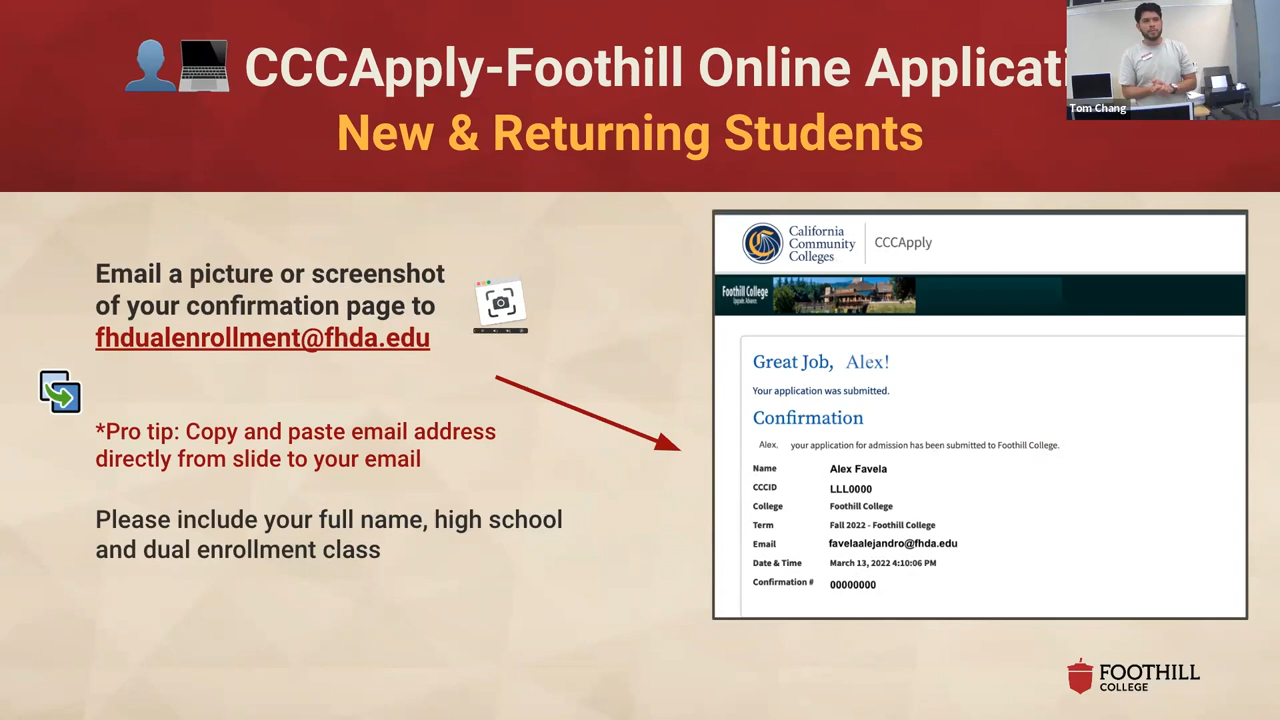 CCCApply-Foothill Online Applicati
New & Returning Students
Tom Chang
Email a picture or screenshot
of your confirmation page to
fhdualenrollment@fhda.edu
*Pro tip: Copy and paste email address
directly from slide to your email
Please include your full name, high school
and dual enrollment class
California
Community
Colleges
CCCApply
Foothill College
Upgrade. Advance.
Great Job, Alex!
Your application was submitted.
Confirmation
Alex, your application for admission has been submitted to Foothill College.
Name Alex Favela
CCCID LLL0000
College Foothill College
Term Fall 2022 - Foothill College
Email favelaalejandro@fhda.edu
Date & Time March 13, 2022 4:10:06 PM
Confirmation # 00000000
FOOTHILL
COLLEGE